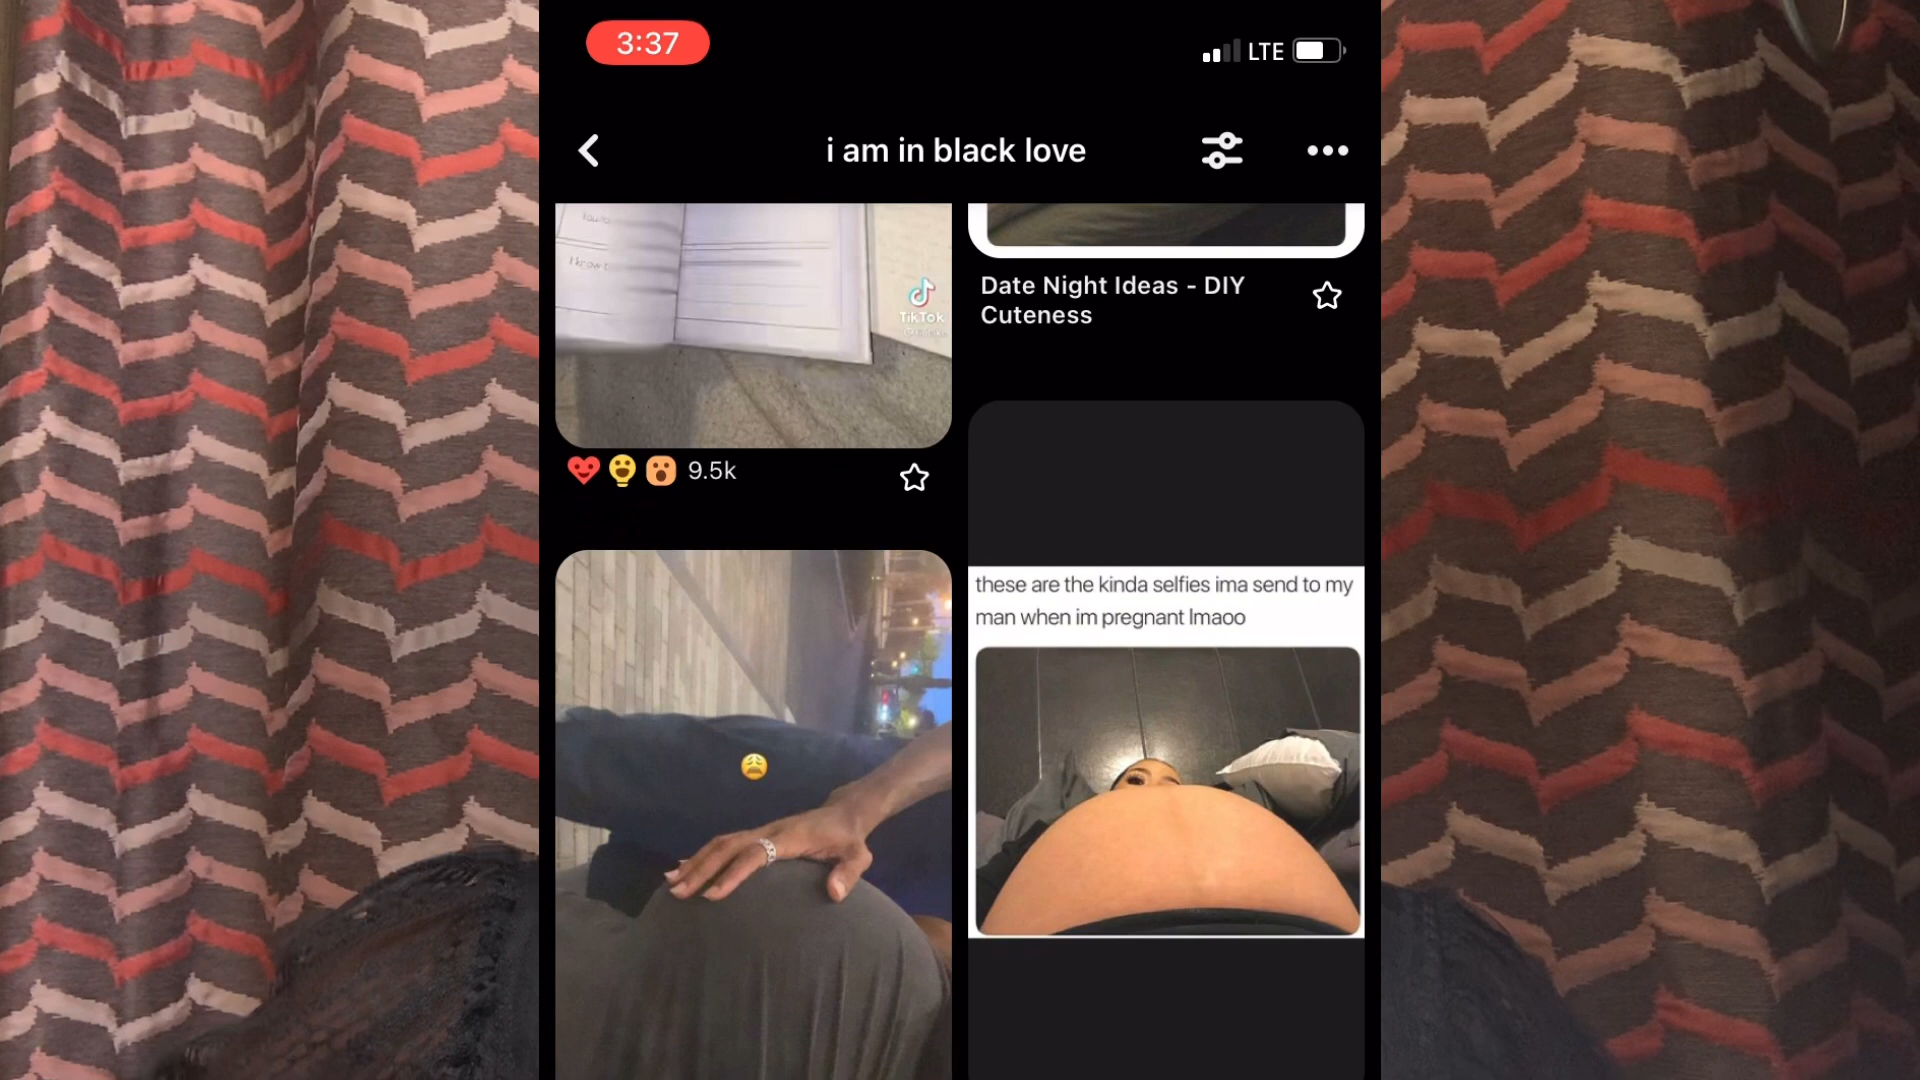 3:37
LTE
i am in black love
TikTok
9.5k
Date Night Ideas - DIY
Cuteness
these are the kinda selfies ima send to my
man when im pregnant lmaoo